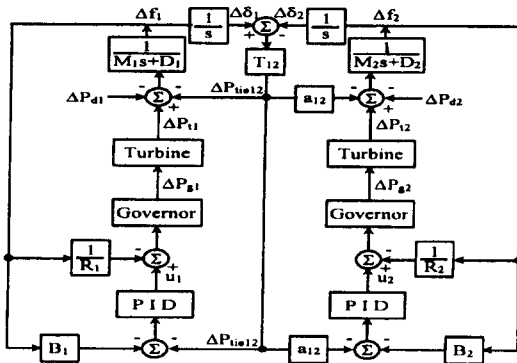 Δf₁ 1/s Δδ₁ Σ Δδ₂ 1/s Δf₂
+ -
T₁₂
1/M₁s+D₁ 1/M₂s+D₂
ΔPd1 - Σ - ΔPtie12 a₁₂ - Σ - ΔPd2
+ +
ΔPt1 ΔPt2
Turbine Turbine
ΔPg1 ΔPg2
Governor Governor
1/R₁ - Σ Σ - 1/R₂
+ +
u₁ u₂
PID PID
ΔPtie12
B₁ - Σ - a₁₂ - Σ - B₂